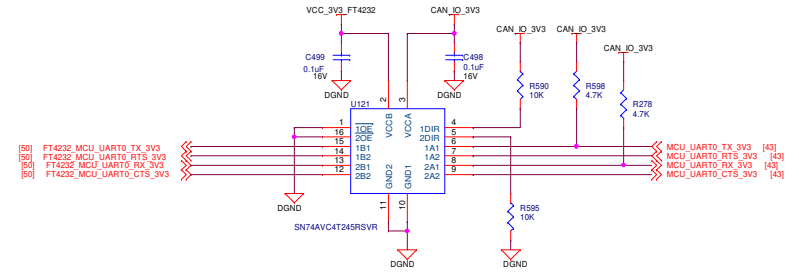 VCC_3V3_FT4232
CAN_IO_3V3
CAN_IO_3V3
CAN_IO_3V3
CAN_IO_3V3
C499
0.1uF
16V
DGND
C498
0.1uF
16V
DGND
R590
10K
R598
4.7K
R278
4.7K
U121
2
3
VCCB
VCCA
1
1OE
1DIR
4
16
2OE
2DIR
5
[50] FT4232_MCU_UART0_TX_3V3
15
1B1
1A1
6
MCU_UART0_TX_3V3 [43]
[50] FT4232_MCU_UART0_RTS_3V3
14
1B2
1A2
7
MCU_UART0_RTS_3V3 [43]
[50] FT4232_MCU_UART0_RX_3V3
13
2B1
2A1
8
MCU_UART0_RX_3V3 [43]
[50] FT4232_MCU_UART0_CTS_3V3
12
2B2
2A2
9
MCU_UART0_CTS_3V3 [43]
GND2
GND1
11
10
DGND
SN74AVC4T245RSVR
R595
10K
DGND
DGND